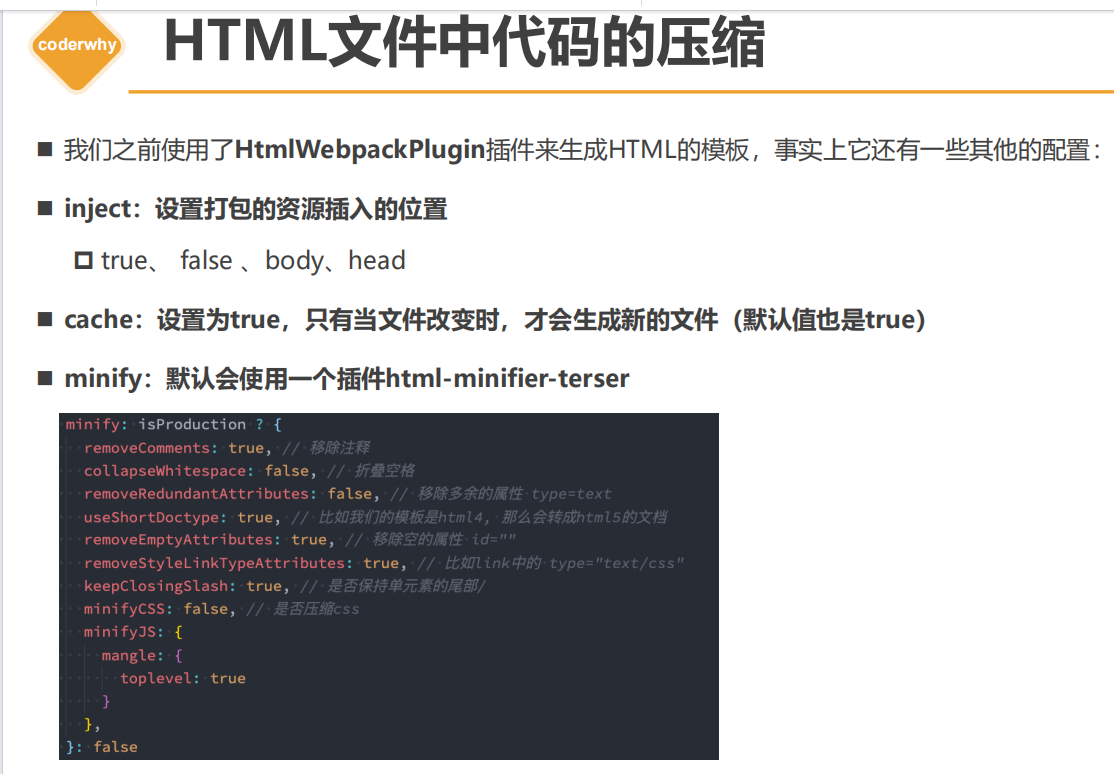 coderwhy
HTML文件中代码的压缩
我们之前使用了HtmlWebpackPlugin插件来生成HTML的模板，事实上它还有一些其他的配置：
inject：设置打包的资源插入的位置
true、 false 、body、head
cache：设置为true，只有当文件改变时，才会生成新的文件（默认值也是true）
minify：默认会使用一个插件html-minifier-terser
minify: isProduction ? {
removeComments: true, // 移除注释
collapseWhitespace: false, // 折叠空格
removeRedundantAttributes: false, // 移除多余的属性 type=text
useShortDoctype: true, // 比如我们的模板是html4, 那么会转成html5的文档
removeEmptyAttributes: true, // 移除空的属性 id=""
removeStyleLinkTypeAttributes: true, // 比如link中的 type="text/css"
keepClosingSlash: true, // 是否保持单元素的尾部/
minifyCSS: false, // 是否压缩css
minifyJS: {
mangle: {
toplevel: true
}
},
}: false